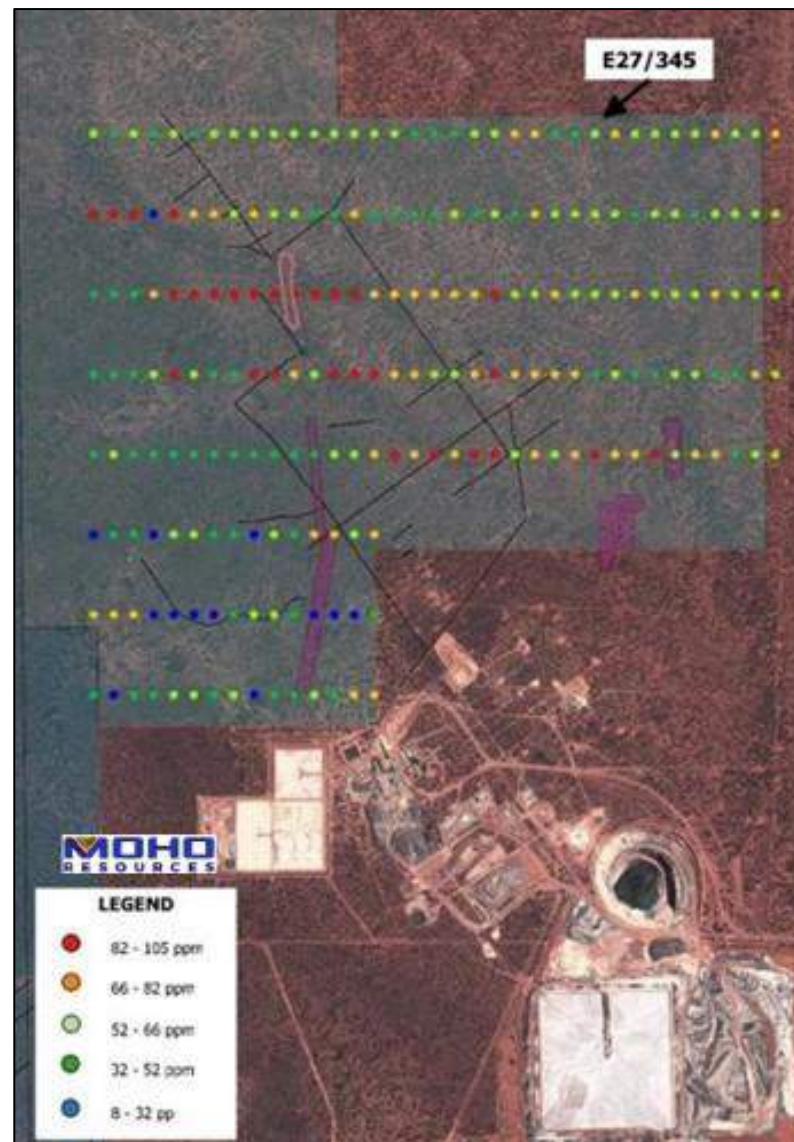 E27/345
MOHO
RESOURCES
LEGEND
82 - 105 ppm
66 - 82 ppm
52 - 66 ppm
32 - 52 ppm
8 - 32 pp